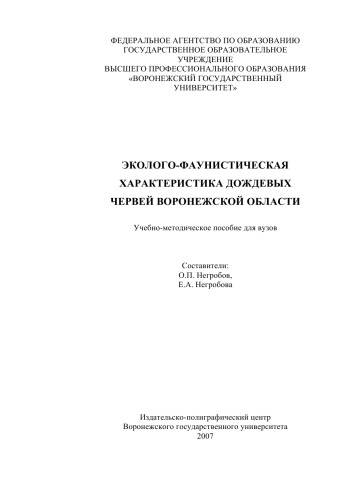 ФЕДЕРАЛЬНОЕ АГЕНТСТВО ПО ОБРАЗОВАНИЮ
ГОСУДАРСТВЕННОЕ ОБРАЗОВАТЕЛЬНОЕ
УЧРЕЖДЕНИЕ
ВЫСШЕГО ПРОФЕССИОНАЛЬНОГО ОБРАЗОВАНИЯ
«ВОРОНЕЖСКИЙ ГОСУДАРСТВЕННЫЙ
УНИВЕРСИТЕТ»
ЭКОЛОГО-ФАУНИСТИЧЕСКАЯ
ХАРАКТЕРИСТИКА ДОЖДЕВЫХ
ЧЕРВЕЙ ВОРОНЕЖСКОЙ ОБЛАСТИ
Учебно-методическое пособие для вузов
Составители:
О.П. Негробов,
Е.А. Негробова
Издательско-полиграфический центр
Воронежского государственного университета
2007